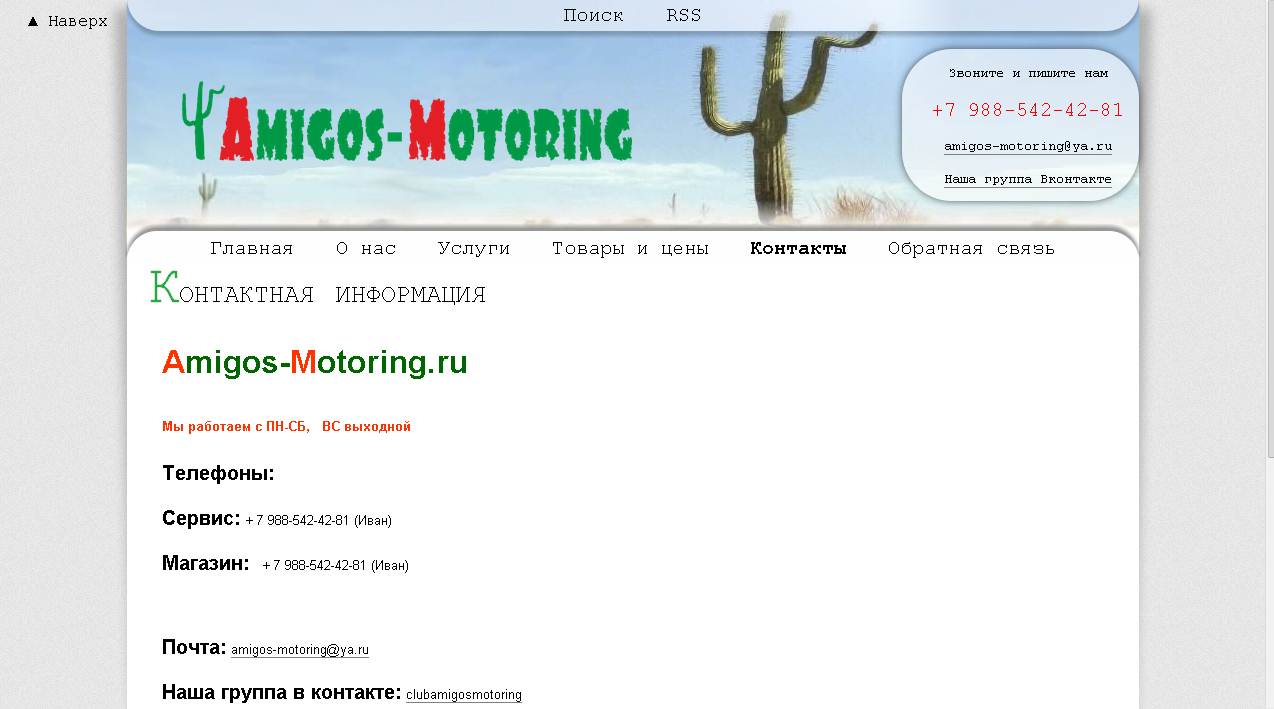 ▲ Наверх
Поиск RSS
Amigos-Motoring
Звоните и пишите нам
+7 988-542-42-81
amigos-motoring@ya.ru
Наша группа Вконтакте
Главная О нас Услуги Товары и цены Контакты Обратная связь
Контактная информация
Amigos-Motoring.ru
Мы работаем с ПН-СБ, ВС выходной
Телефоны:
Сервис: + 7 988-542-42-81 (Иван)
Магазин: + 7 988-542-42-81 (Иван)
Почта: amigos-motoring@ya.ru
Наша группа в контакте: clubamigosmotoring